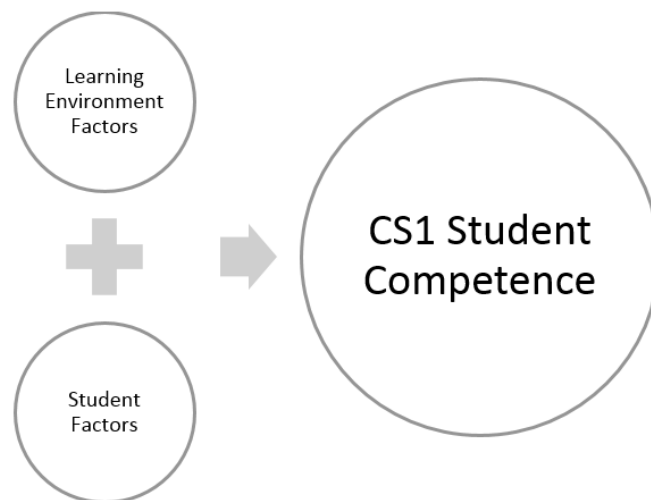 Learning
Environment
Factors
CS1 Student
Competence
Student
Factors